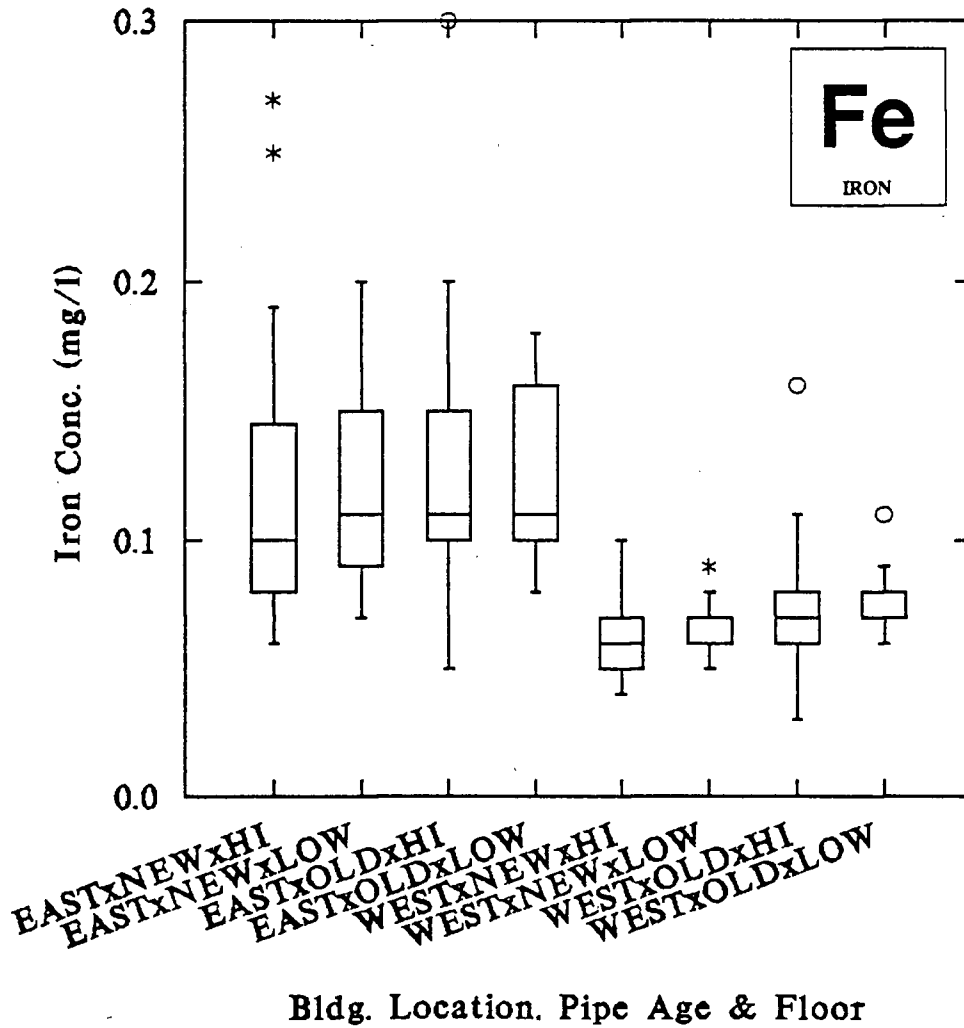 0.3
Fe
IRON
0.2
0.1
0.0
Iron Conc. (mg/l)
EASTxNEWxHI
EASTxNEWxLOW
EASTxOLDxHI
EASTxOLDxLOW
WESTxNEWxHI
WESTxNEWxLOW
WESTxOLDxHI
WESTxOLDxLOW
Bldg. Location, Pipe Age & Floor